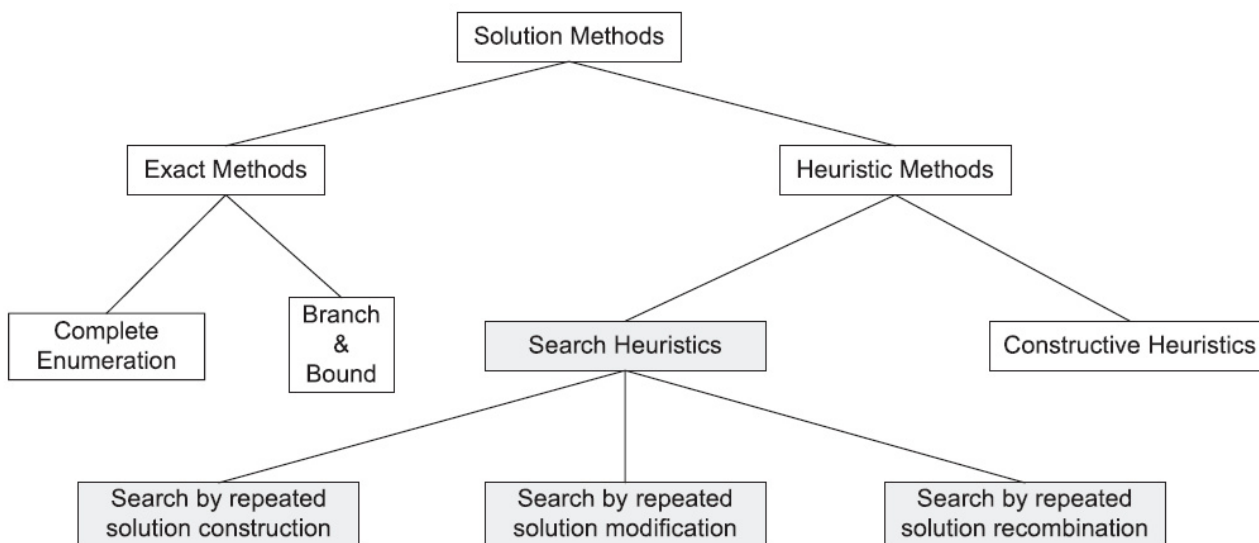 Solution Methods
Exact Methods
Heuristic Methods
Complete
Enumeration
Branch
&
Bound
Search Heuristics
Constructive Heuristics
Search by repeated
solution construction
Search by repeated
solution modification
Search by repeated
solution recombination